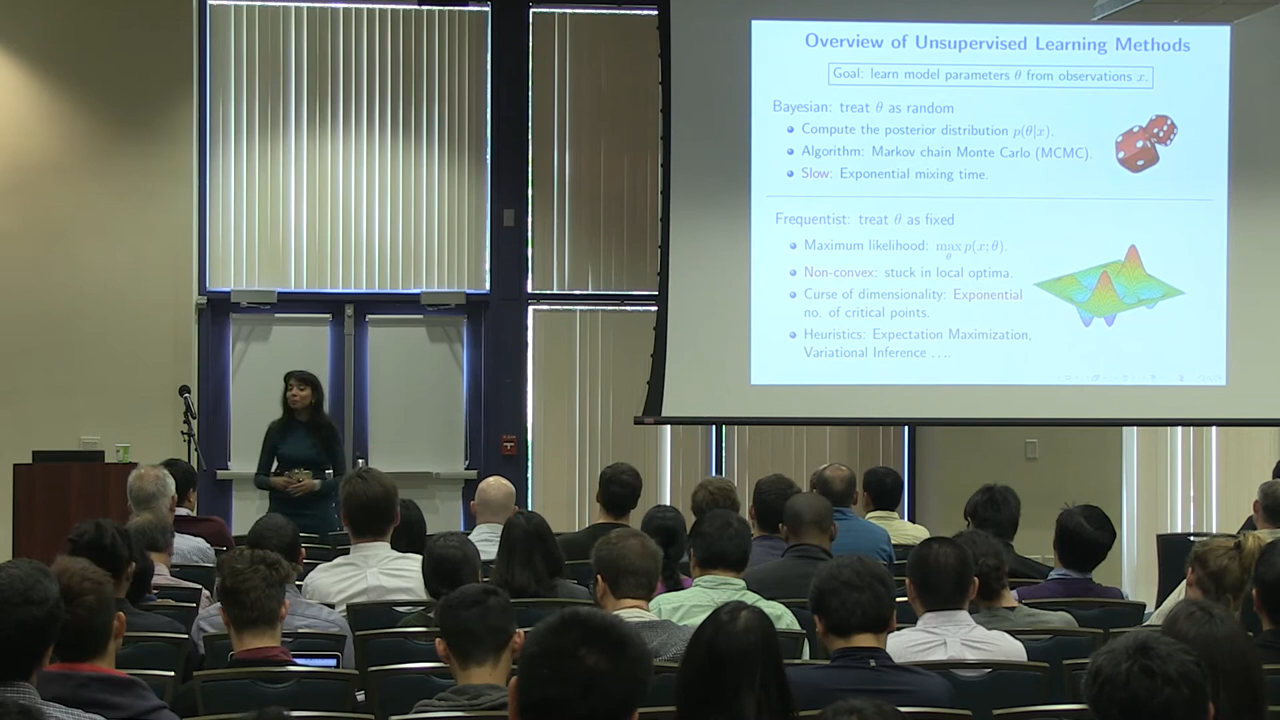 Overview of Unsupervised Learning Methods
Goal: learn model parameters θ from observations x.
Bayesian: treat θ as random
Compute the posterior distribution p(θ|x).
Algorithm: Markov chain Monte Carlo (MCMC).
Slow: Exponential mixing time.
Frequentist: treat θ as fixed
Maximum likelihood: max p(x; θ).
θ
Non-convex: stuck in local optima.
Curse of dimensionality: Exponential
no. of critical points.
Heuristics: Expectation Maximization,
Variational Inference ....